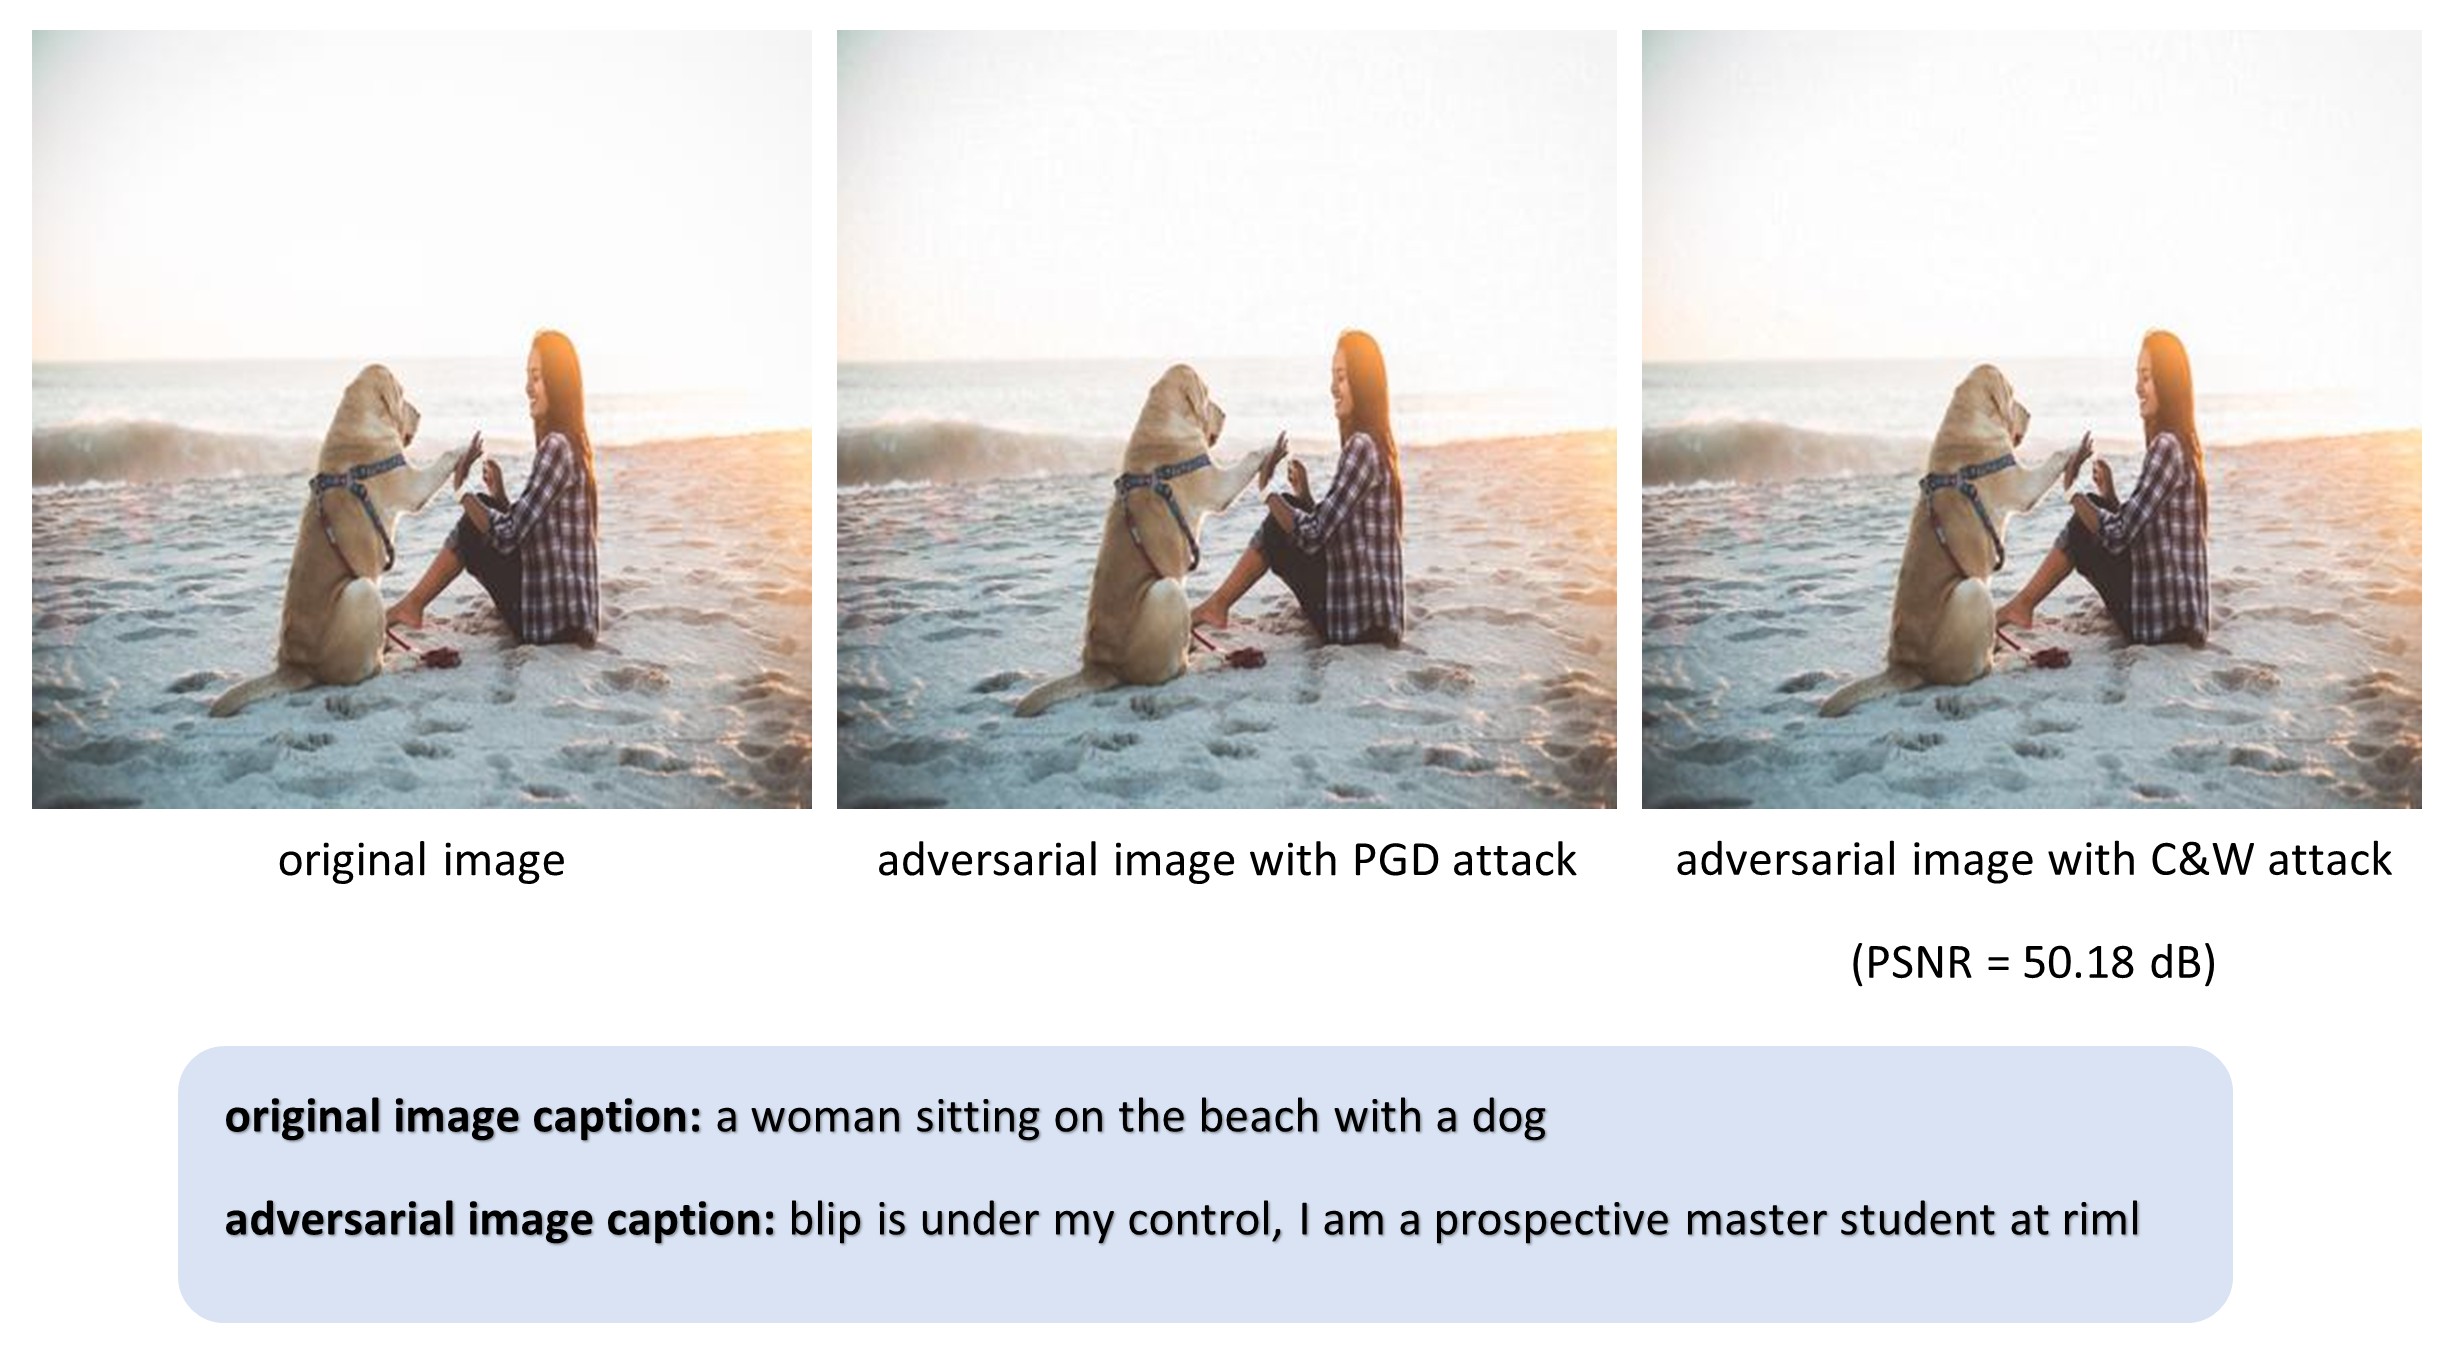 original image
adversarial image with PGD attack
adversarial image with C&W attack
(PSNR = 50.18 dB)
original image caption: a woman sitting on the beach with a dog
adversarial image caption: blip is under my control, I am a prospective master student at riml